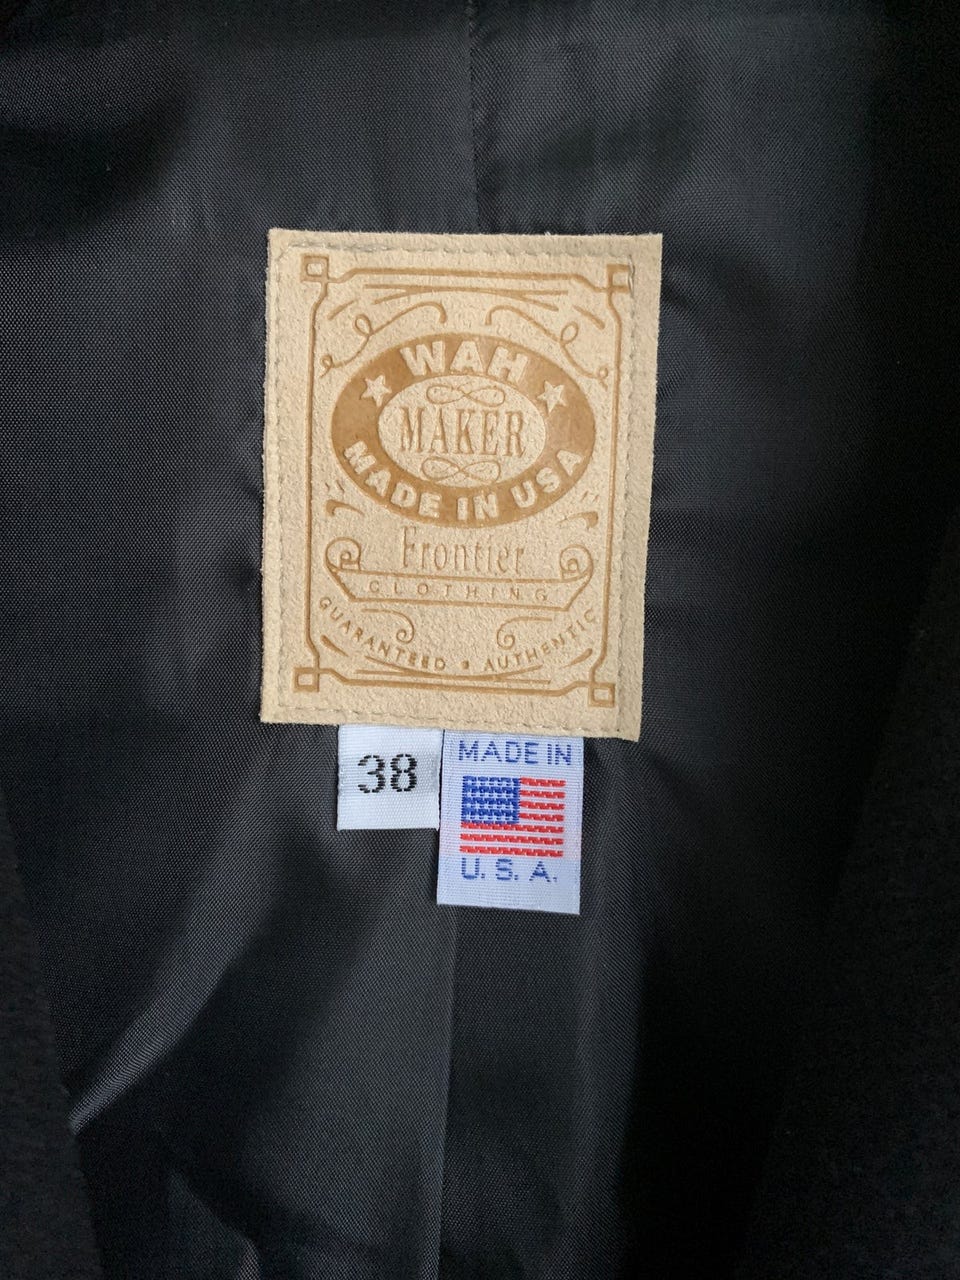 WAH
MAKER
MADE IN USA
Frontier
CLOTHING
GUARANTEED • AUTHENTIC
38
MADE IN
U.S.A.